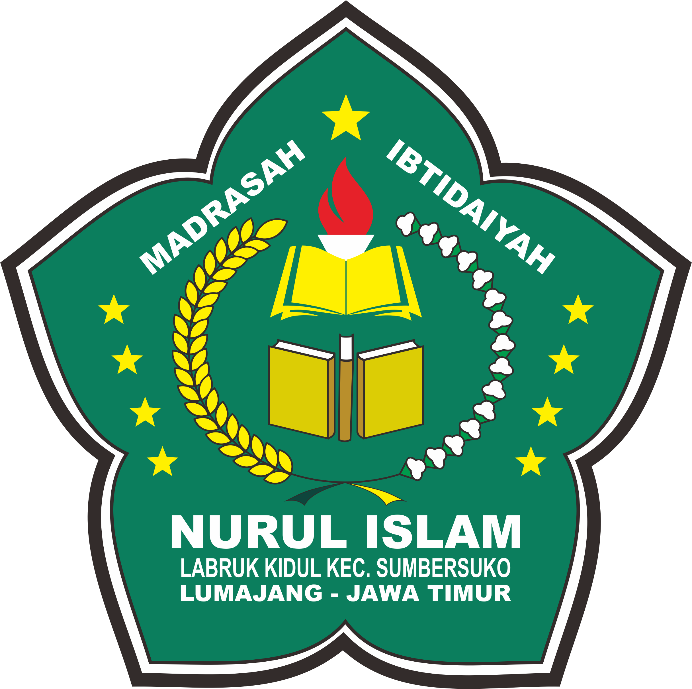 MADRASAH IBTIDAIYAH
NURUL ISLAM
LABRUK KIDUL KEC. SUMBERSUKO
LUMAJANG - JAWA TIMUR